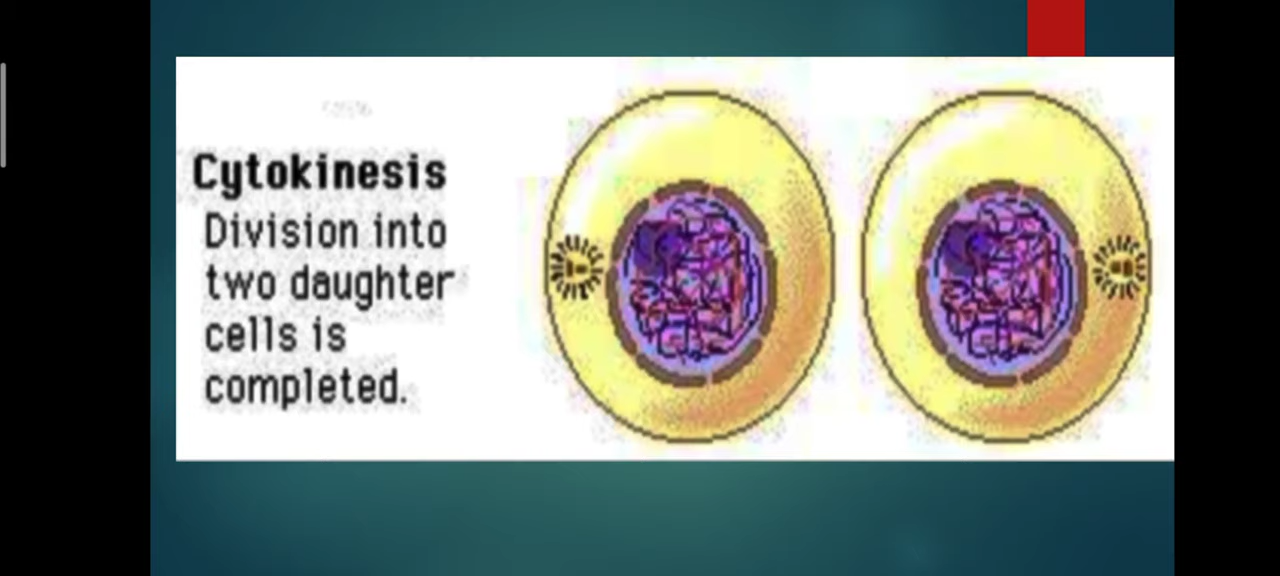 Cytokinesis
Division into
two daughter
cells is
completed.